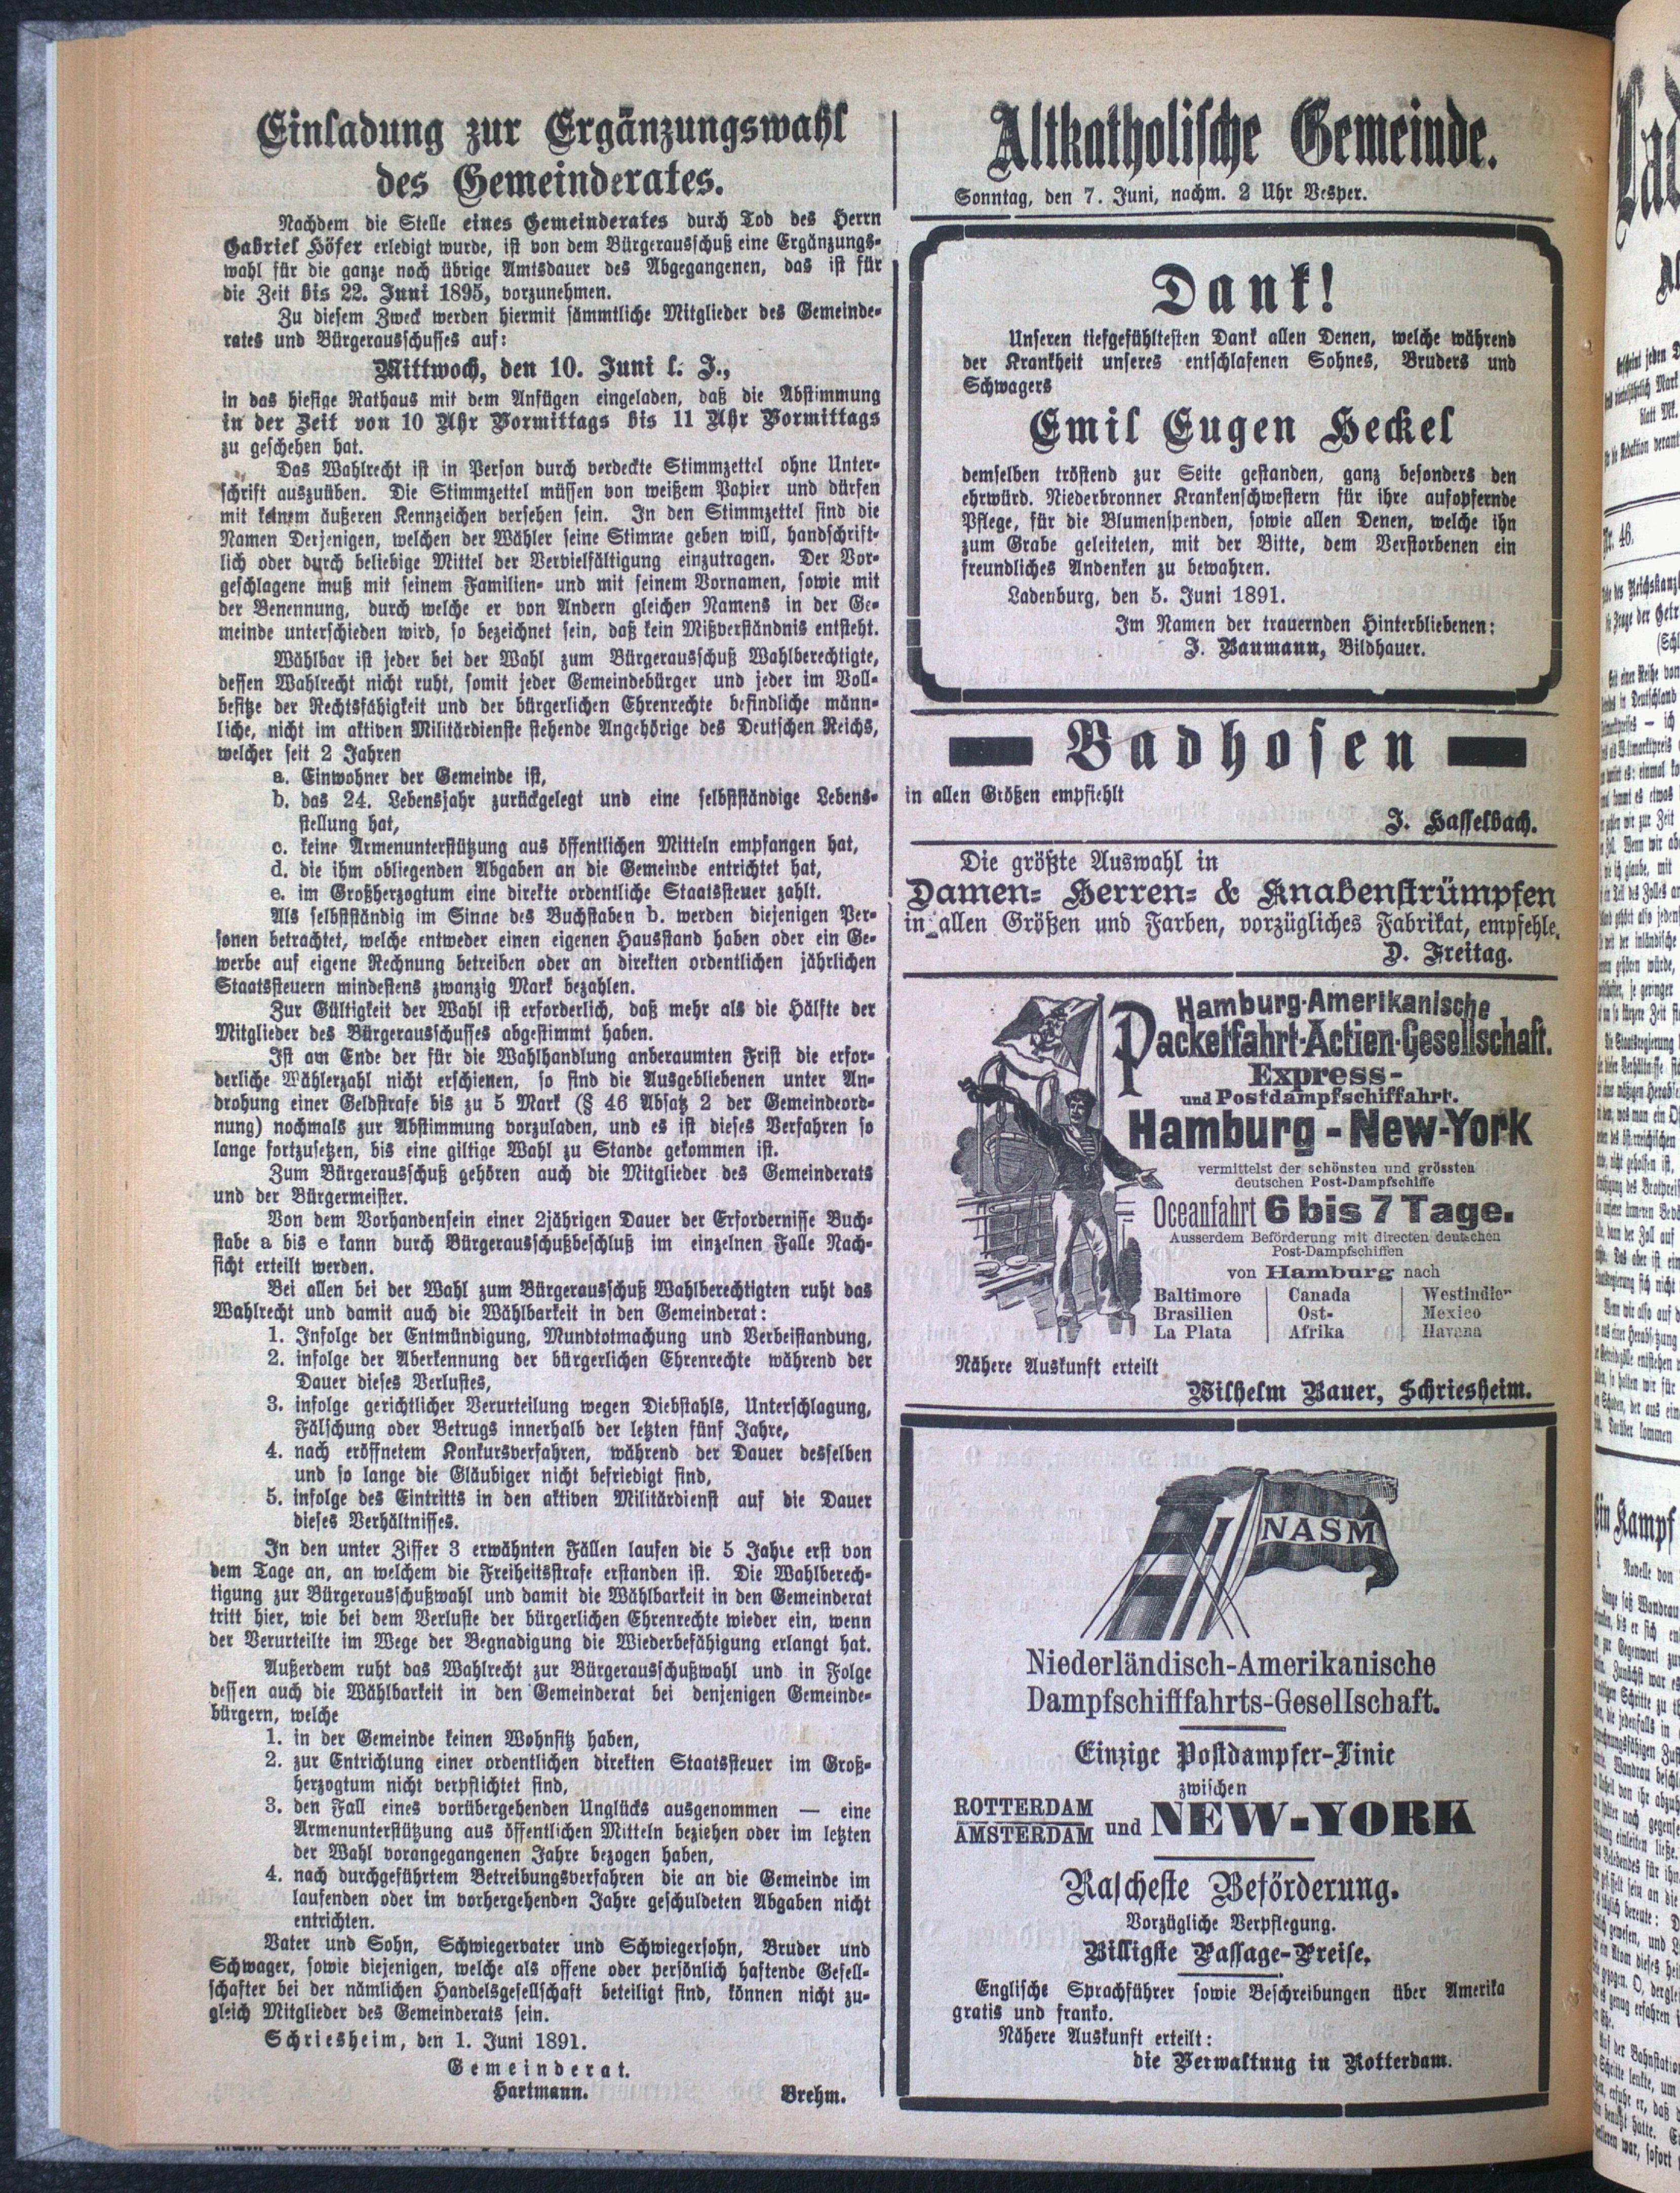 Einladung zur Ergänzungswahl
des Gemeinderates.
Nachdem die Stelle eines Gemeinderates durch Tod des Herrn
Gabriel Höfer erledigt wurde, ist von dem Bürgerausschuß eine Ergänzungs-
wahl für die ganze noch übrige Amtsdauer des Abgegangenen, das ist für
die Zeit bis 22. Juni 1895, vorzunehmen.
Zu diesem Zweck werden hiermit sämmtliche Mitglieder des Gemeinde-
rates und Bürgerausschusses auf:
Mittwoch, den 10. Juni l. J.,
in das hiesige Rathaus mit dem Anfügen eingeladen, daß die Abstimmung
in der Zeit von 10 Uhr Vormittags bis 11 Uhr Vormittags
zu geschehen hat.
Das Wahlrecht ist in Person durch verdeckte Stimmzettel ohne Unter-
schrift auszuüben. Die Stimmzettel müssen von weißem Papier und dürfen
mit keinem äußeren Kennzeichen versehen sein. In den Stimmzettel sind die
Namen Derjenigen, welchen der Wähler seine Stimme geben will, handschrift-
lich oder durch beliebige Mittel der Vervielfältigung einzutragen. Der Vor-
geschlagene muß mit seinem Familien- und mit seinem Vornamen, sowie mit
der Benennung, durch welche er von Andern gleichen Namens in der Ge-
meinde unterschieden wird, so bezeichnet sein, daß kein Mißverständnis entsteht.
Wählbar ist jeder bei der Wahl zum Bürgerausschuß Wahlberechtigte,
dessen Wahlrecht nicht ruht, somit jeder Gemeindebürger und jeder im Voll-
besitze der Rechtsfähigkeit und der bürgerlichen Ehrenrechte befindliche männ-
liche, nicht im aktiven Militärdienste stehende Angehörige des Deutschen Reichs,
welcher seit 2 Jahren
a. Einwohner der Gemeinde ist,
b. das 24. Lebensjahr zurückgelegt und eine selbstständige Lebens-
stellung hat,
c. keine Armenunterstützung aus öffentlichen Mitteln empfangen hat,
d. die ihm obliegenden Abgaben an die Gemeinde entrichtet hat,
e. im Großherzogtum eine direkte ordentliche Staatssteuer zahlt.
Als selbstständig im Sinne des Buchstaben b. werden diejenigen Per-
sonen betrachtet, welche entweder einen eigenen Hausstand haben oder ein Ge-
werbe auf eigene Rechnung betreiben oder an direkten ordentlichen jährlichen
Staatssteuern mindestens zwanzig Mark bezahlen.
Zur Gültigkeit der Wahl ist erforderlich, daß mehr als die Hälfte der
Mitglieder des Bürgerausschusses abgestimmt haben.
Ist am Ende der für die Wahlhandlung anberaumten Frist die erfor-
derliche Wählerzahl nicht erschienen, so sind die Ausgebliebenen unter An-
drohung einer Geldstrafe bis zu 5 Mark (§ 46 Absatz 2 der Gemeindeord-
nung) nochmals zur Abstimmung vorzuladen, und es ist dieses Verfahren so
lange fortzusetzen, bis eine giltige Wahl zu Stande gekommen ist.
Zum Bürgerausschuß gehören auch die Mitglieder des Gemeinderats
und der Bürgermeister.
Von dem Vorhandensein einer 2jährigen Dauer der Erfordernisse Buch-
stabe a bis e kann durch Bürgerausschußbeschluß im einzelnen Falle Nach-
sicht erteilt werden.
Bei allen bei der Wahl zum Bürgerausschuß Wahlberechtigten ruht das
Wahlrecht und damit auch die Wählbarkeit in den Gemeinderat:
1. Infolge der Entmündigung, Mundtotmachung und Verbeistandung,
2. infolge der Aberkennung der bürgerlichen Ehrenrechte während der
Dauer dieses Verlustes,
3. infolge gerichtlicher Verurteilung wegen Diebstahls, Unterschlagung,
Fälschung oder Betrugs innerhalb der letzten fünf Jahre,
4. nach eröffnetem Konkursverfahren, während der Dauer desselben
und so lange die Gläubiger nicht befriedigt sind,
5. infolge des Eintritts in den aktiven Militärdienst auf die Dauer
dieses Verhältnisses.
In den unter Ziffer 3 erwähnten Fällen laufen die 5 Jahre erst von
dem Tage an, an welchem die Freiheitsstrafe erstanden ist. Die Wahlberech-
tigung zur Bürgerausschußwahl und damit die Wählbarkeit in den Gemeinderat
tritt hier, wie bei dem Verluste der bürgerlichen Ehrenrechte wieder ein, wenn
der Verurteilte im Wege der Begnadigung die Wiederbefähigung erlangt hat.
Außerdem ruht das Wahlrecht zur Bürgerausschußwahl und in Folge
dessen auch die Wählbarkeit in den Gemeinderat bei denjenigen Gemeinde-
bürgern, welche
1. in der Gemeinde keinen Wohnsitz haben,
2. zur Entrichtung einer ordentlichen direkten Staatssteuer im Groß-
herzogtum nicht verpflichtet sind,
3. den Fall eines vorübergehenden Unglücks ausgenommen — eine
Armenunterstützung aus öffentlichen Mitteln beziehen oder im letzten
der Wahl vorangegangenen Jahre bezogen haben,
4. nach durchgeführtem Betreibungsverfahren die an die Gemeinde im
laufenden oder im vorhergehenden Jahre geschuldeten Abgaben nicht
entrichten.
Vater und Sohn, Schwiegervater und Schwiegersohn, Bruder und
Schwager, sowie diejenigen, welche als offene oder persönlich haftende Gesell-
schafter bei der nämlichen Handelsgesellschaft beteiligt sind, können nicht zu-
gleich Mitglieder des Gemeinderats sein.
Schriesheim, den 1. Juni 1891.
Gemeinderat.
Hartmann. Brehm.
Altkatholische Gemeinde.
Sonntag, den 7. Juni, nachm. 2 Uhr Vesper.
Dank!
Unseren tiefgefühltesten Dank allen Denen, welche während
der Krankheit unseres entschlafenen Sohnes, Bruders und
Schwagers
Emil Eugen Heckel
demselben tröstend zur Seite gestanden, ganz besonders den
ehrwürd. Niederbronner Krankenschwestern für ihre aufopfernde
Pflege, für die Blumenspenden, sowie allen Denen, welche ihn
zum Grabe geleiteten, mit der Bitte, dem Verstorbenen ein
freundliches Andenken zu bewahren.
Ladenburg, den 5. Juni 1891.
Im Namen der trauernden Hinterbliebenen:
J. Baumann, Bildhauer.
Badhosen
in allen Größen empfiehlt
J. Hasselbach.
Die größte Auswahl in
Damen- Herren- & Knabenstrümpfen
in allen Größen und Farben, vorzügliches Fabrikat, empfehle.
D. Freitag.
Hamburg-Amerikanische
Packetfahrt-Actien-Gesellschaft.
Express-
und Postdampfschiffahrt.
Hamburg - New-York
vermittelst der schönsten und grössten
deutschen Post-Dampfschiffe
Oceanfahrt 6 bis 7 Tage.
Ausserdem Beförderung mit directen deutschen
Post-Dampfschiffen
von Hamburg nach
Baltimore Canada Westindien
Brasilien Ost- Mexico
La Plata Afrika Havana
Nähere Auskunft erteilt
Wilhelm Bauer, Schriesheim.
NASM
Niederländisch-Amerikanische
Dampfschifffahrts-Gesellschaft.
Einzige Postdampfer-Linie
zwischen
ROTTERDAM
AMSTERDAM und NEW-YORK
Rascheste Beförderung.
Vorzügliche Verpflegung.
Billigste Passage-Preise.
Englische Sprachführer sowie Beschreibungen über Amerika
gratis und franko.
Nähere Auskunft erteilt:
die Verwaltung in Rotterdam.